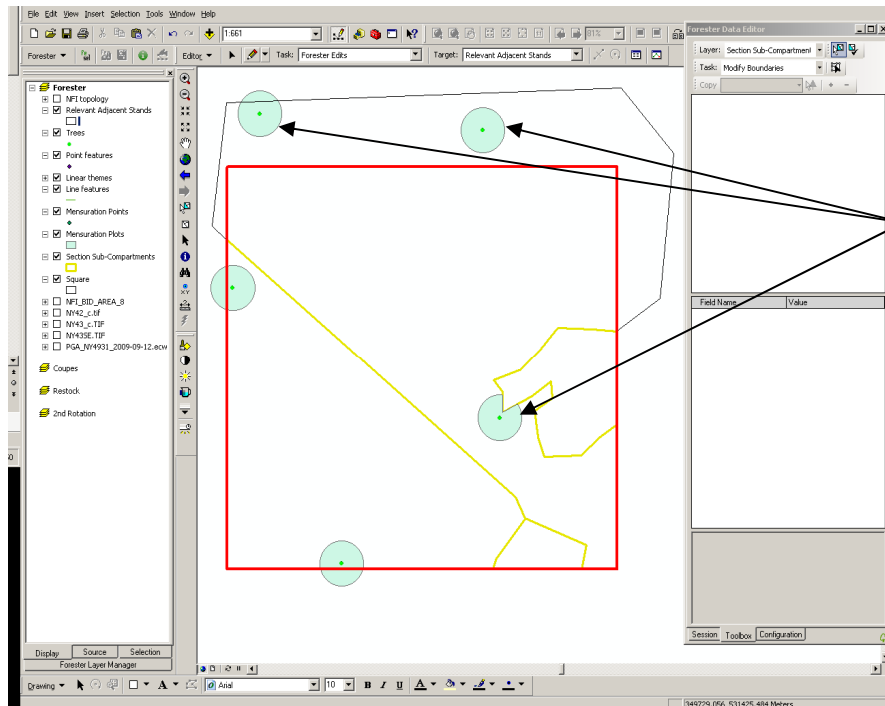 File Edit View Insert Selection Tools Window Help
1:661
81%
Forester
Editor
Task: Forester Edits
Target: Relevant Adjacent Stands
Forester
NFI topology
Relevant Adjacent Stands
Trees
Point features
Linear themes
Line features
Mensuration Points
Mensuration Plots
Section Sub-Compartments
Square
NFI_BID_AREA_8
NY42_c.tif
NY43_c.TIF
NY43SE.TIF
PGA_NY4931_2009-09-12.ecw
Coupes
Restock
2nd Rotation
Display Source Selection
Forester Layer Manager
XY
Forester Data Editor
Layer: Section Sub-Compartment
Task: Modify Boundaries
Copy
Field Name Value
Session Toolbox Configuration
Drawing A Arial 10 B I U A
349729.056 531425.484 Meters